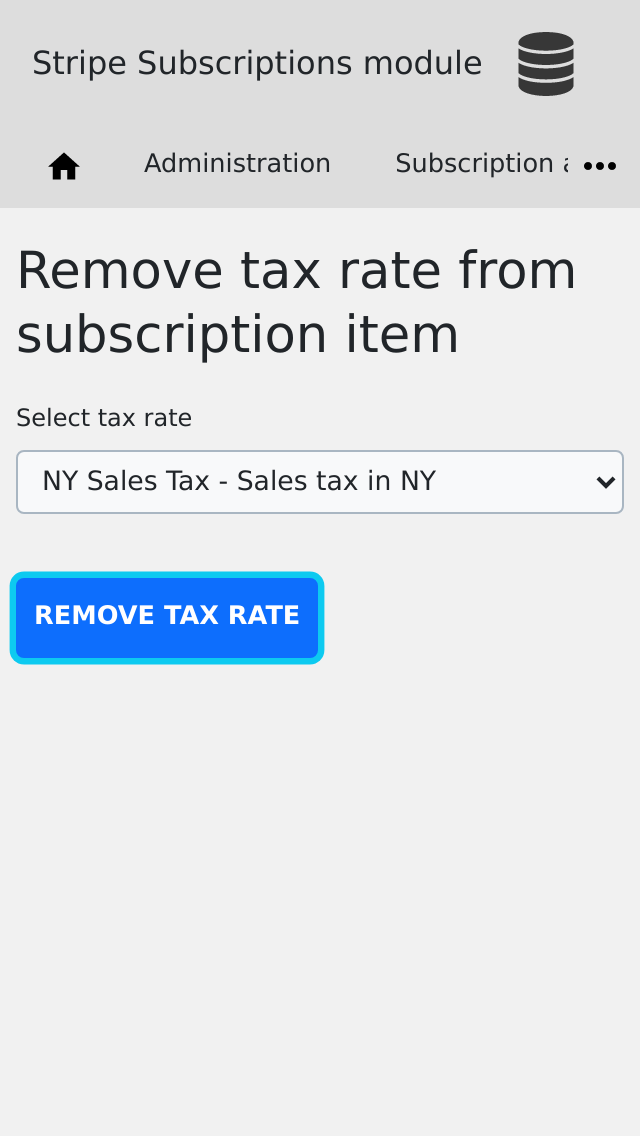 Stripe Subscriptions module
Administration
Subscription
Remove tax rate from
subscription item
Select tax rate
NY Sales Tax - Sales tax in NY
REMOVE TAX RATE